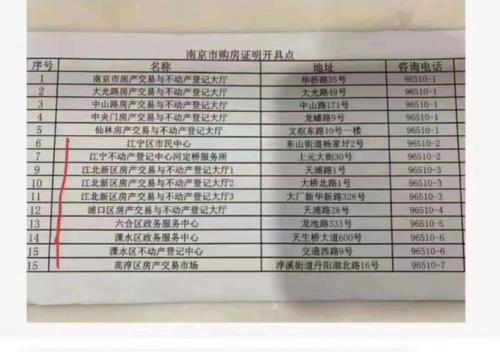 南京市购房证明开具点
序号 名称 地址 咨询电话
1 南京市房产交易与不动产登记大厅 华侨路35号 96510-1
2 大光路房产交易与不动产登记大厅 大光路49号 96510-1
3 中山路房产交易与不动产登记大厅 中山路171号 96510-1
4 中央门房产交易与不动产登记大厅 龙蟠路9号 96510-1
5 仙林房产交易与不动产登记大厅 文枢东路10号一楼 96510-1
6 江宁区市民中心 东山街道杨家圩2号 96510-2
7 江宁不动产登记中心河定桥服务所 上元大街30号 96510-2
9 江北新区房产交易与不动产登记大厅1 天浦路1号 96510-3
10 江北新区房产交易与不动产登记大厅2 大桥北路1号 96510-3
11 江北新区房产交易与不动产登记大厅3 大厂新华路328号 96510-3
12 浦口区房产交易与不动产登记大厅 天浦路28号 96510-4
13 六合区政务服务中心 龙池路333号 96510-5
14 溧水区政务服务中心 天生桥大道600号 96510-6
15 溧水区不动产登记中心 交通西路9号 96510-6
15 高淳区房产交易市场 淳溪街道丹阳湖北路16号 96510-7